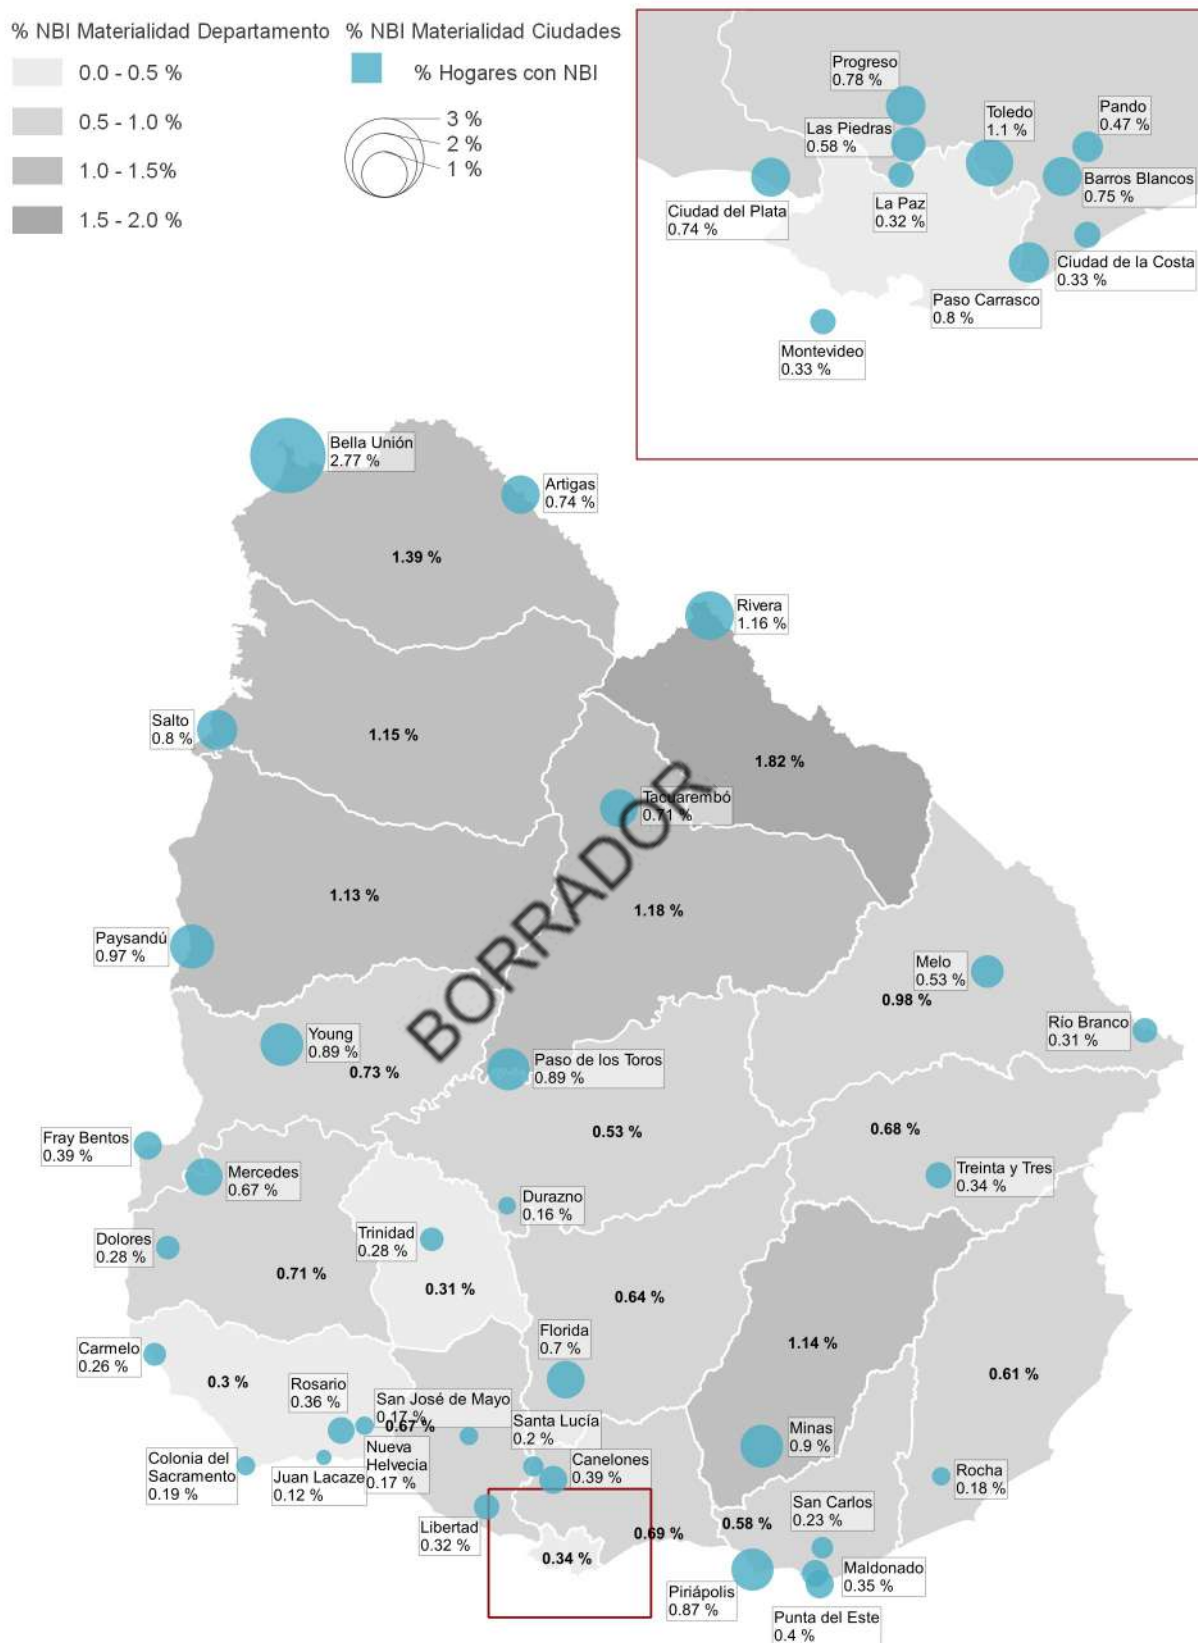 % NBI Materialidad Departamento
0.0 - 0.5 %
0.5 - 1.0 %
1.0 - 1.5%
1.5 - 2.0 %
% NBI Materialidad Ciudades
% Hogares con NBI
3 %
2 %
1 %
Progreso
0.78 %
Las Piedras
0.58 %
Toledo
1.1 %
Pando
0.47 %
Barros Blancos
0.75 %
La Paz
0.32 %
Ciudad del Plata
0.74 %
Ciudad de la Costa
0.33 %
Paso Carrasco
0.8 %
Montevideo
0.33 %
Bella Unión
2.77 %
Artigas
0.74 %
1.39 %
Rivera
1.16 %
Salto
0.8 %
1.15 %
1.82 %
Tacuarembó
0.71 %
BORRADOR
1.13 %
1.18 %
Paysandú
0.97 %
Melo
0.53 %
0.98 %
Río Branco
0.31 %
Young
0.89 %
0.73 %
Paso de los Toros
0.89 %
0.53 %
0.68 %
Fray Bentos
0.39 %
Mercedes
0.67 %
Treinta y Tres
0.34 %
Durazno
0.16 %
Trinidad
0.28 %
Dolores
0.28 %
0.71 %
0.31 %
0.64 %
1.14 %
0.61 %
Florida
0.7 %
Carmelo
0.26 %
0.3 %
Rosario
0.36 %
San José de Mayo
0.17 %
0.67 %
Santa Lucía
0.2 %
Minas
0.9 %
Colonia del
Sacramento
0.19 %
Juan Lacaze
0.12 %
Nueva
Helvecia
0.17 %
Canelones
0.39 %
Rocha
0.18 %
San Carlos
0.23 %
Libertad
0.32 %
0.69 %
0.58 %
0.34 %
Maldonado
0.35 %
Piriápolis
0.87 %
Punta del Este
0.4 %